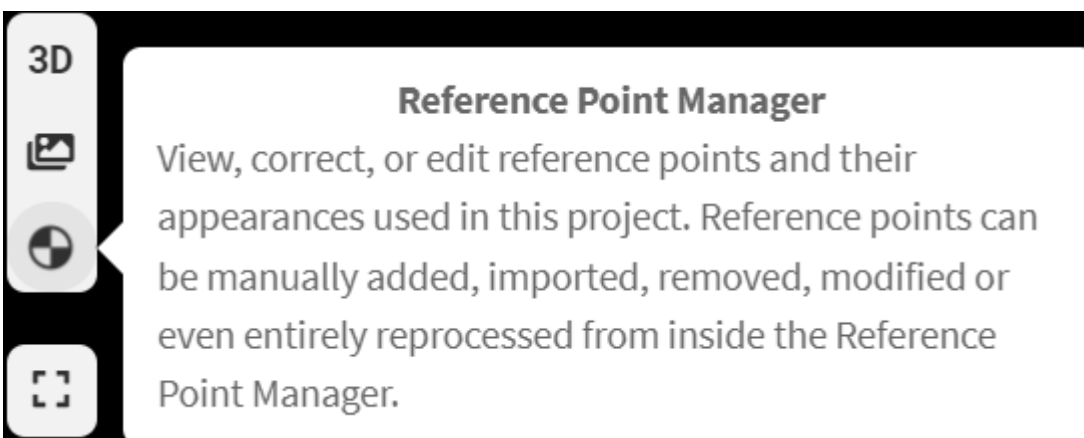 3D
Reference Point Manager
View, correct, or edit reference points and their
appearances used in this project. Reference points can
be manually added, imported, removed, modified or
even entirely reprocessed from inside the Reference
Point Manager.